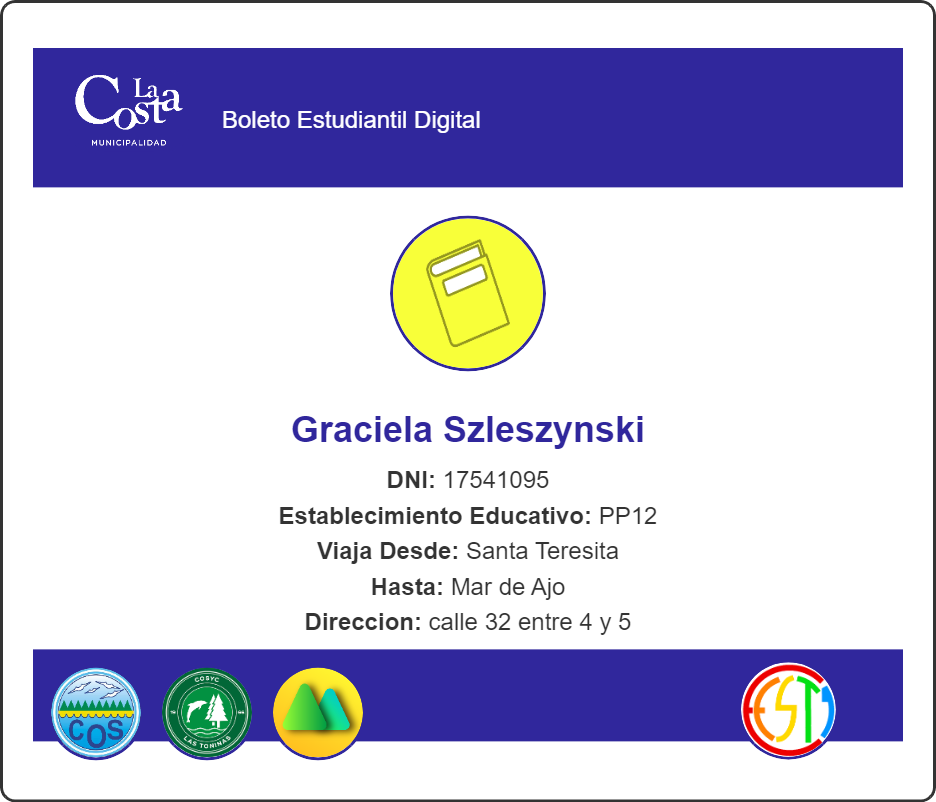 La Costa
MUNICIPALIDAD
Boleto Estudiantil Digital
Graciela Szleszynski
DNI: 17541095
Establecimiento Educativo: PP12
Viaja Desde: Santa Teresita
Hasta: Mar de Ajo
Direccion: calle 32 entre 4 y 5
COS
COSYC
LAS TONINAS